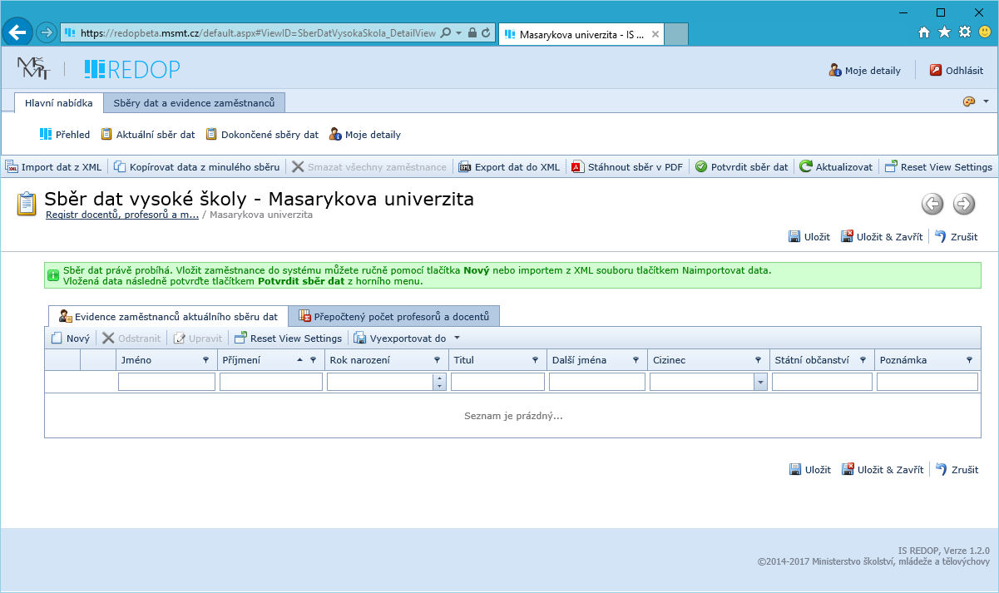 https://redopbeta.msmt.cz/default.aspx#ViewID=SberDatVysokaSkola_DetailView
Masarykova univerzita - IS ...
MŠMT
REDOP
Moje detaily
Odhlásit
Hlavní nabídka
Sběry dat a evidence zaměstnanců
Přehled
Aktuální sběr dat
Dokončené sběry dat
Moje detaily
Import dat z XML
Kopírovat data z minulého sběru
Smazat všechny zaměstnance
Export dat do XML
Stáhnout sběr v PDF
Potvrdit sběr dat
Aktualizovat
Reset View Settings
Sběr dat vysoké školy - Masarykova univerzita
Registr docentů, profesorů a m... / Masarykova univerzita
Uložit
Uložit & Zavřít
Zrušit
Sběr dat právě probíhá. Vložit zaměstnance do systému můžete ručně pomocí tlačítka Nový nebo importem z XML souboru tlačítkem Naimportovat data.
Vložená data následně potvrďte tlačítkem Potvrdit sběr dat z horního menu.
Evidence zaměstnanců aktuálního sběru dat
Přepočtený počet profesorů a docentů
Nový
Odstranit
Upravit
Reset View Settings
Vyexportovat do
Jméno
Příjmení
Rok narození
Titul
Další jména
Cizinec
Státní občanství
Poznámka
Seznam je prázdný...
Uložit
Uložit & Zavřít
Zrušit
IS REDOP, Verze 1.2.0
©2014-2017 Ministerstvo školství, mládeže a tělovýchovy